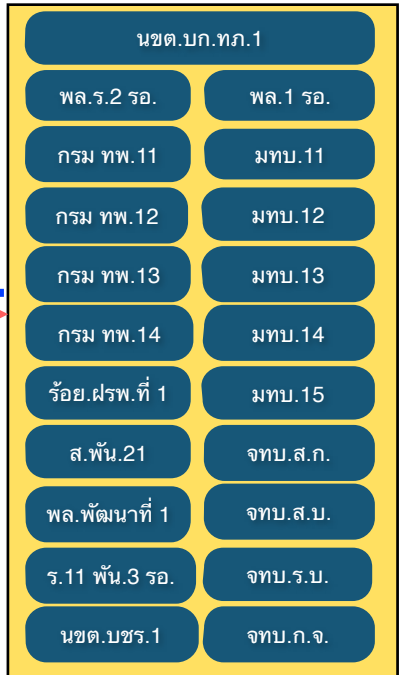 นขต.บก.ทภ.1
พล.ร.2 รอ. พล.1 รอ.
กรม ทพ.11 มทบ.11
กรม ทพ.12 มทบ.12
กรม ทพ.13 มทบ.13
กรม ทพ.14 มทบ.14
ร้อย.ฝรพ.ที่ 1 มทบ.15
ส.พัน.21 จทบ.ส.ก.
พล.พัฒนาที่ 1 จทบ.ส.บ.
ร.11 พัน.3 รอ. จทบ.ร.บ.
นขต.บชร.1 จทบ.ก.จ.